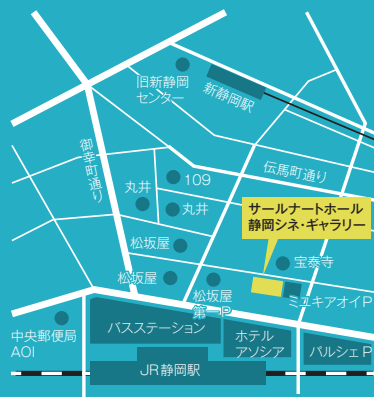 旧新静岡
センター
新静岡駅
御幸町通り
伝馬町通り
109
丸井
丸井
サールナートホール
静岡シネ・ギャラリー
松坂屋
宝泰寺
松坂屋
松坂屋
第一P
ミユキアオイP
中央郵便局
AOI
バスステーション
ホテル
アソシア
パルシェP
JR静岡駅